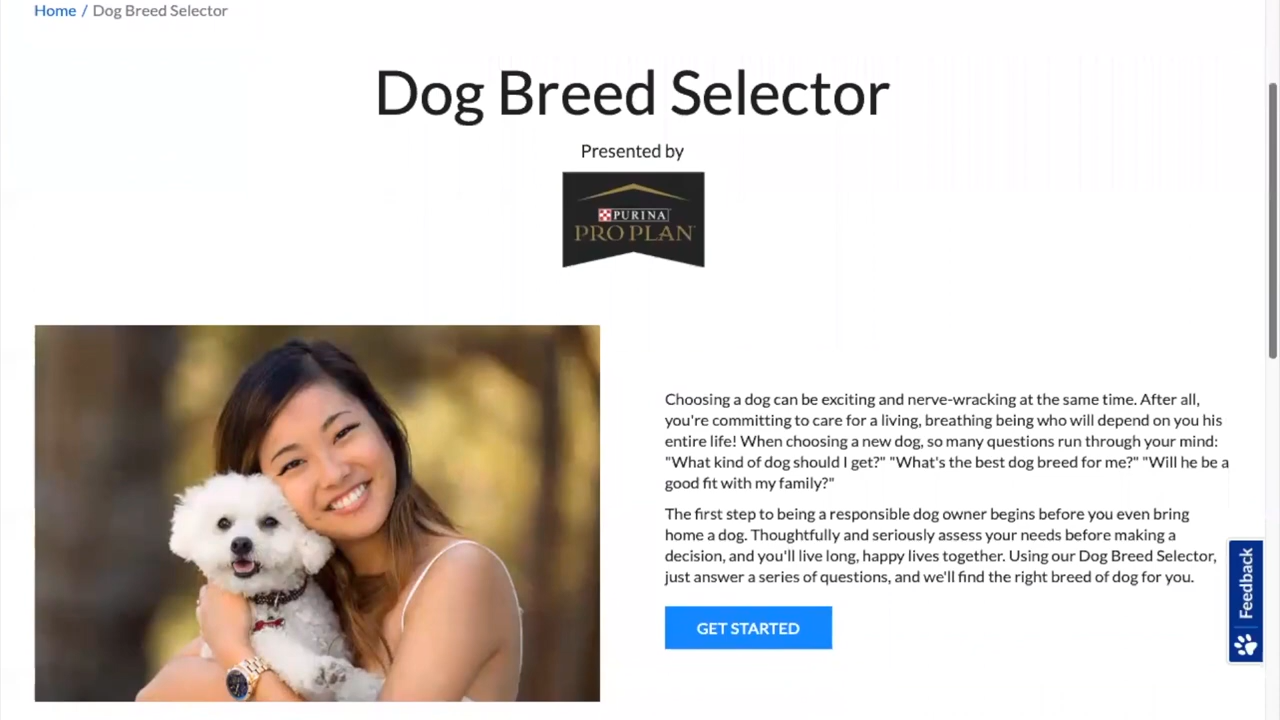 Home / Dog Breed Selector
Dog Breed Selector
Presented by
PURINA
PRO PLAN
Choosing a dog can be exciting and nerve-wracking at the same time. After all,
you're committing to care for a living, breathing being who will depend on you his
entire life! When choosing a new dog, so many questions run through your mind:
"What kind of dog should I get?" "What's the best dog breed for me?" "Will he be a
good fit with my family?"
The first step to being a responsible dog owner begins before you even bring
home a dog. Thoughtfully and seriously assess your needs before making a
decision, and you'll live long, happy lives together. Using our Dog Breed Selector,
just answer a series of questions, and we'll find the right breed of dog for you.
GET STARTED
Feedback